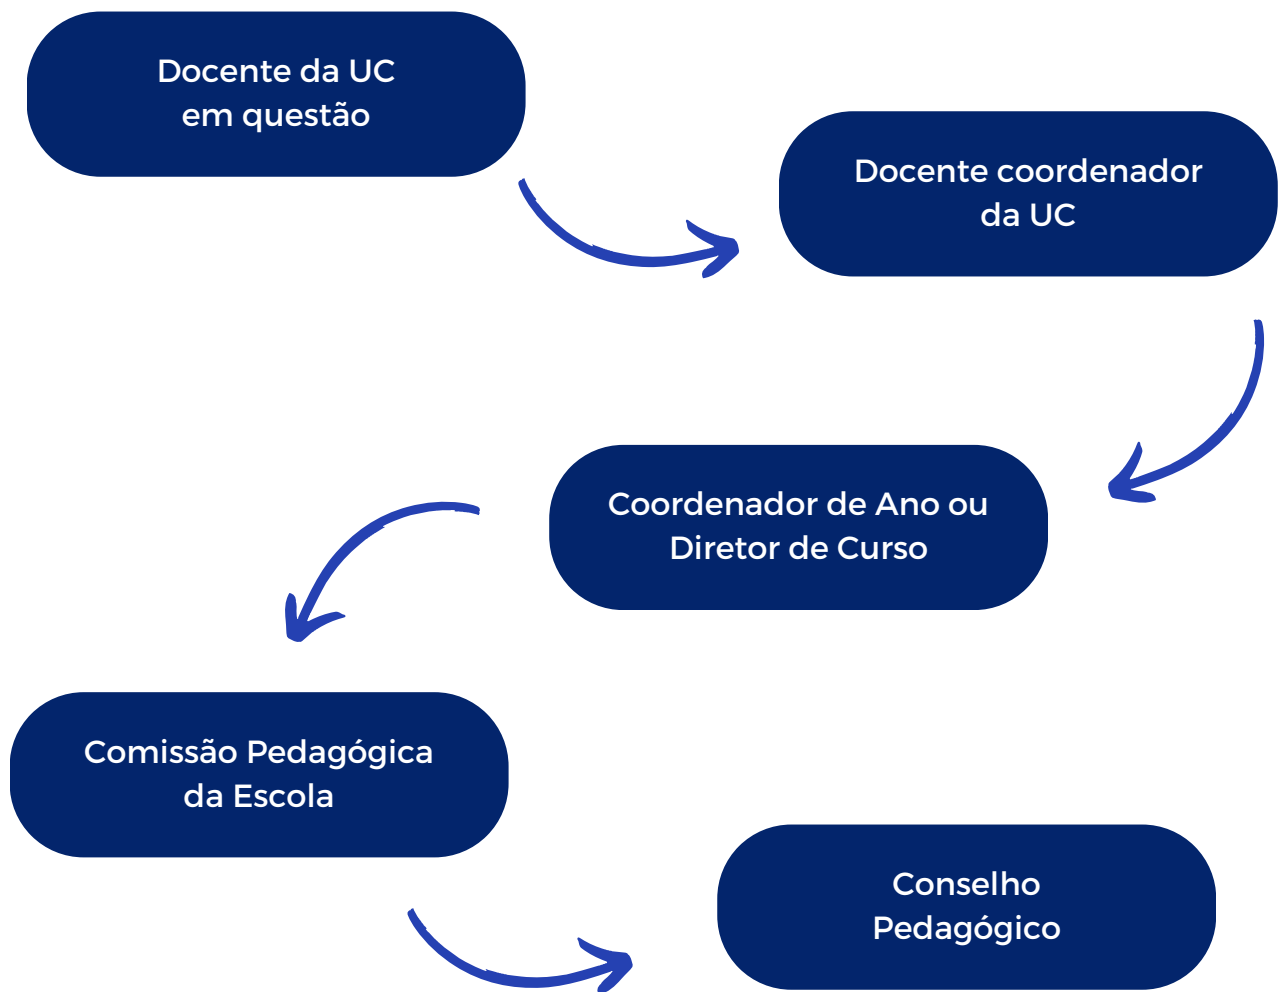 Docente da UC
em questão
Docente coordenador
da UC
Coordenador de Ano ou
Diretor de Curso
Comissão Pedagógica
da Escola
Conselho
Pedagógico